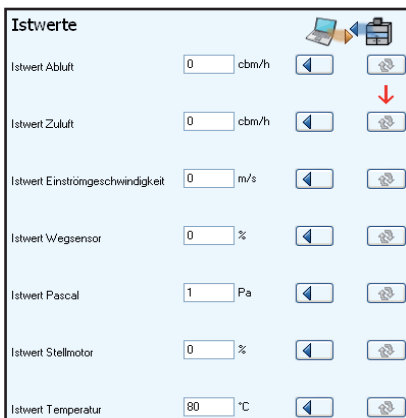 Istwerte
Istwert Abluft 0 cbm/h
Istwert Zuluft 0 cbm/h
Istwert Einströmgeschwindigkeit 0 m/s
Istwert Wegsensor 0 %
Istwert Pascal 1 Pa
Istwert Stellmotor 0 %
Istwert Temperatur 80 °C